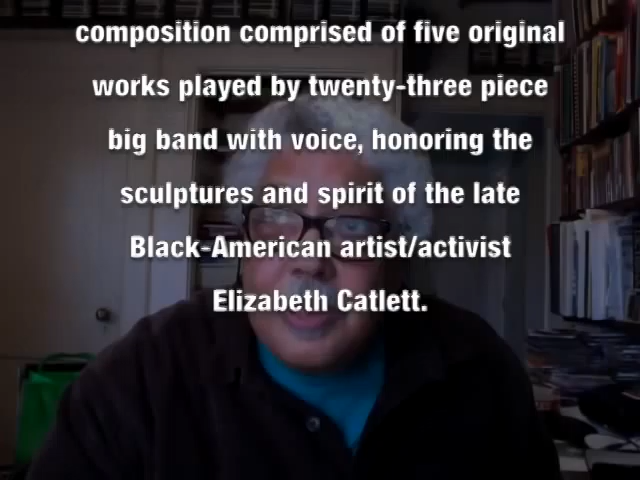 composition comprised of five original
works played by twenty-three piece
big band with voice, honoring the
sculptures and spirit of the late
Black-American artist/activist
Elizabeth Catlett.